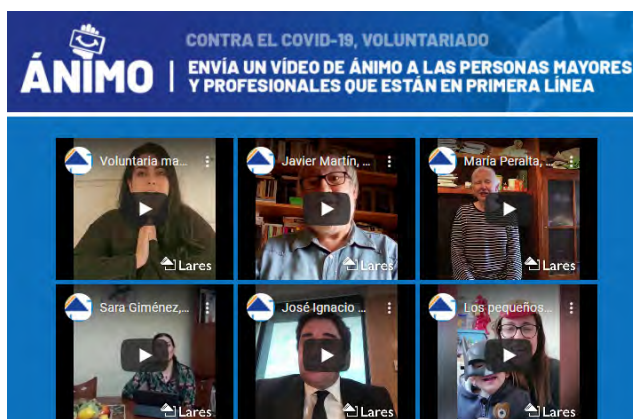 CONTRA EL COVID-19, VOLUNTARIADO
ÁNIMO | ENVÍA UN VÍDEO DE ÁNIMO A LAS PERSONAS MAYORES
Y PROFESIONALES QUE ESTÁN EN PRIMERA LÍNEA
Voluntaria ma...
Javier Martín, ...
María Peralta, ...
Lares
Lares
Lares
Sara Giménez,...
José Ignacio ...
Los pequeños...
Lares
Lares
Lares